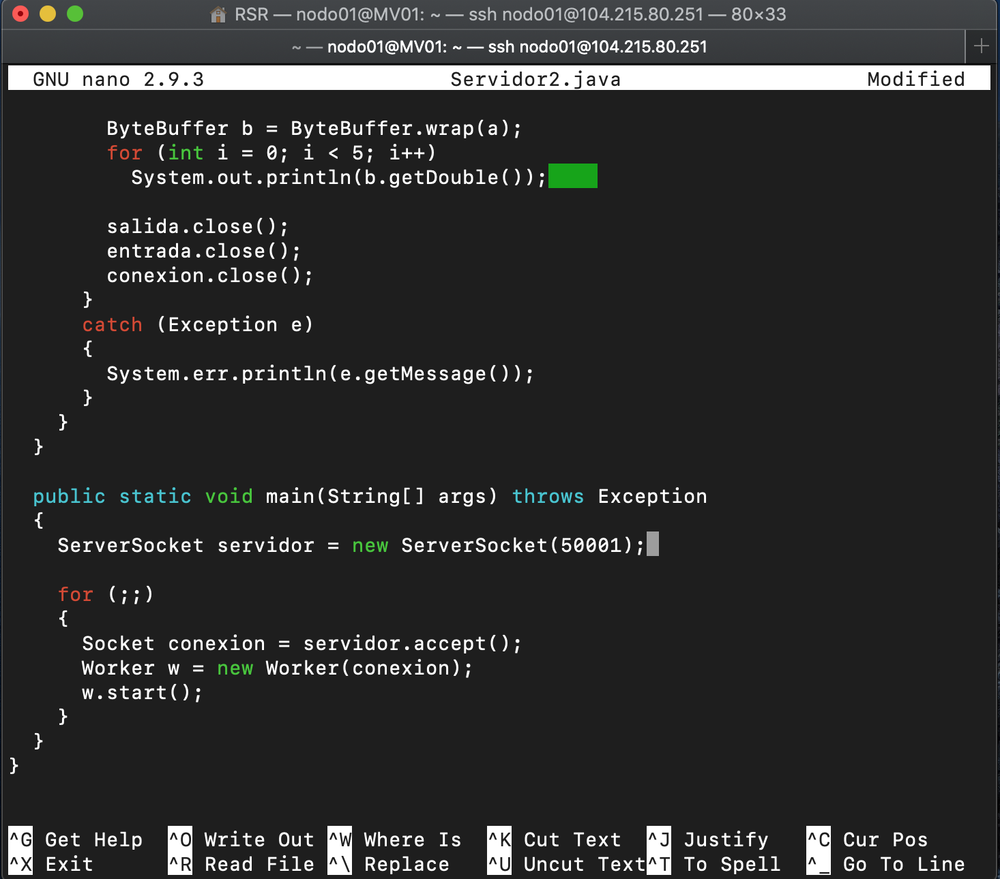 RSR — nodo01@MV01: ~ — ssh nodo01@104.215.80.251 — 80×33
~ — nodo01@MV01: ~ — ssh nodo01@104.215.80.251 +
GNU nano 2.9.3 Servidor2.java Modified
ByteBuffer b = ByteBuffer.wrap(a);
for (int i = 0; i < 5; i++)
System.out.println(b.getDouble());
salida.close();
entrada.close();
conexion.close();
}
catch (Exception e)
{
System.err.println(e.getMessage());
}
}
}
public static void main(String[] args) throws Exception
{
ServerSocket servidor = new ServerSocket(50001);
for (;;)
{
Socket conexion = servidor.accept();
Worker w = new Worker(conexion);
w.start();
}
}
}
^G Get Help ^O Write Out ^W Where Is ^K Cut Text ^J Justify ^C Cur Pos
^X Exit ^R Read File ^\ Replace ^U Uncut Text ^T To Spell ^_ Go To Line